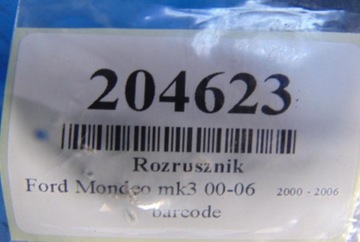 204623
Rozrusznik
Ford Mondeo mk3 00-06 2000 - 2006
barcode